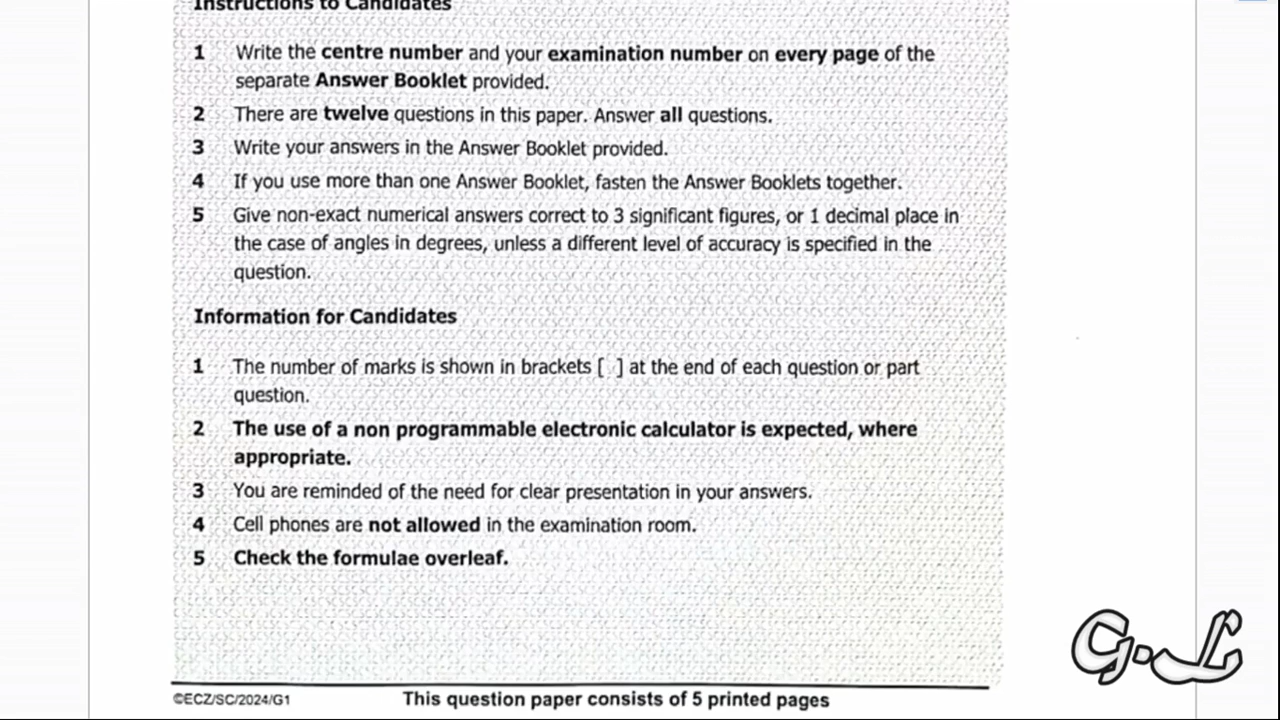 Instructions to Candidates
1 Write the centre number and your examination number on every page of the
separate Answer Booklet provided.
2 There are twelve questions in this paper. Answer all questions.
3 Write your answers in the Answer Booklet provided.
4 If you use more than one Answer Booklet, fasten the Answer Booklets together.
5 Give non-exact numerical answers correct to 3 significant figures, or 1 decimal place in
the case of angles in degrees, unless a different level of accuracy is specified in the
question.
Information for Candidates
1 The number of marks is shown in brackets [ ] at the end of each question or part
question.
2 The use of a non programmable electronic calculator is expected, where
appropriate.
3 You are reminded of the need for clear presentation in your answers.
4 Cell phones are not allowed in the examination room.
5 Check the formulae overleaf.
G.L
©ECZ/SC/2024/G1 This question paper consists of 5 printed pages